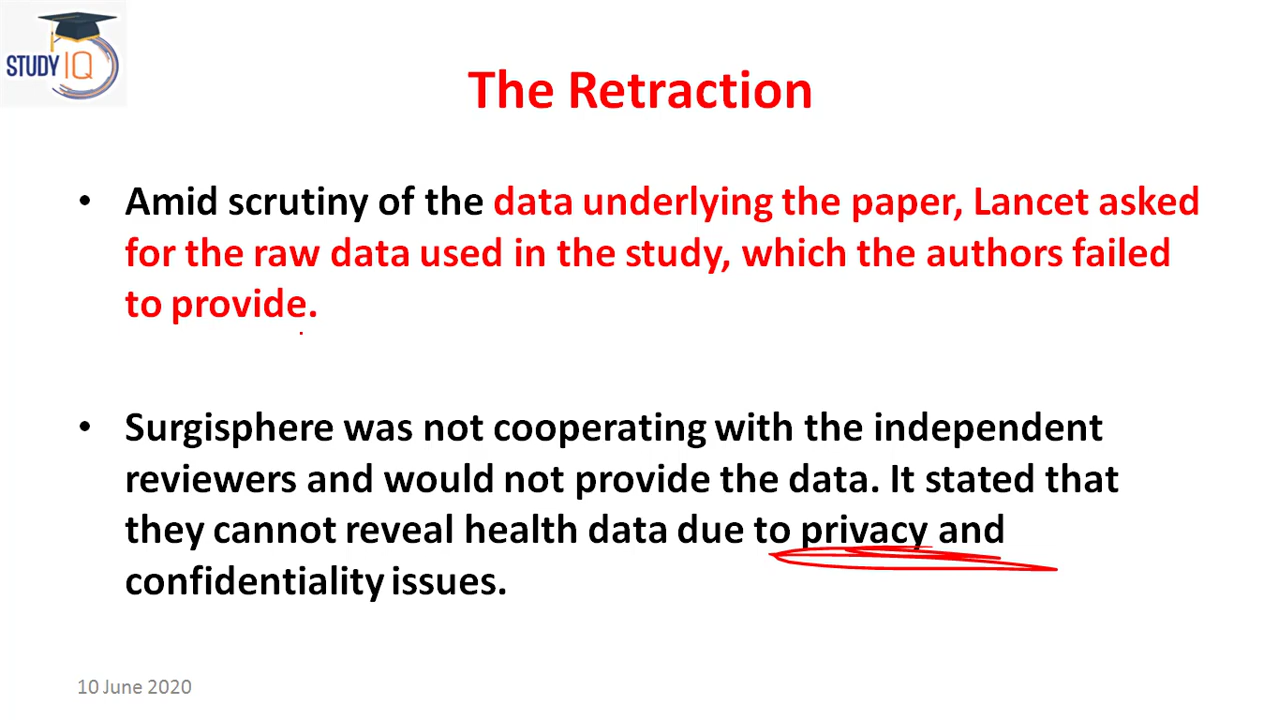 STUDY IQ
The Retraction
• Amid scrutiny of the data underlying the paper, Lancet asked
for the raw data used in the study, which the authors failed
to provide.
• Surgisphere was not cooperating with the independent
reviewers and would not provide the data. It stated that
they cannot reveal health data due to privacy and
confidentiality issues.
10 June 2020